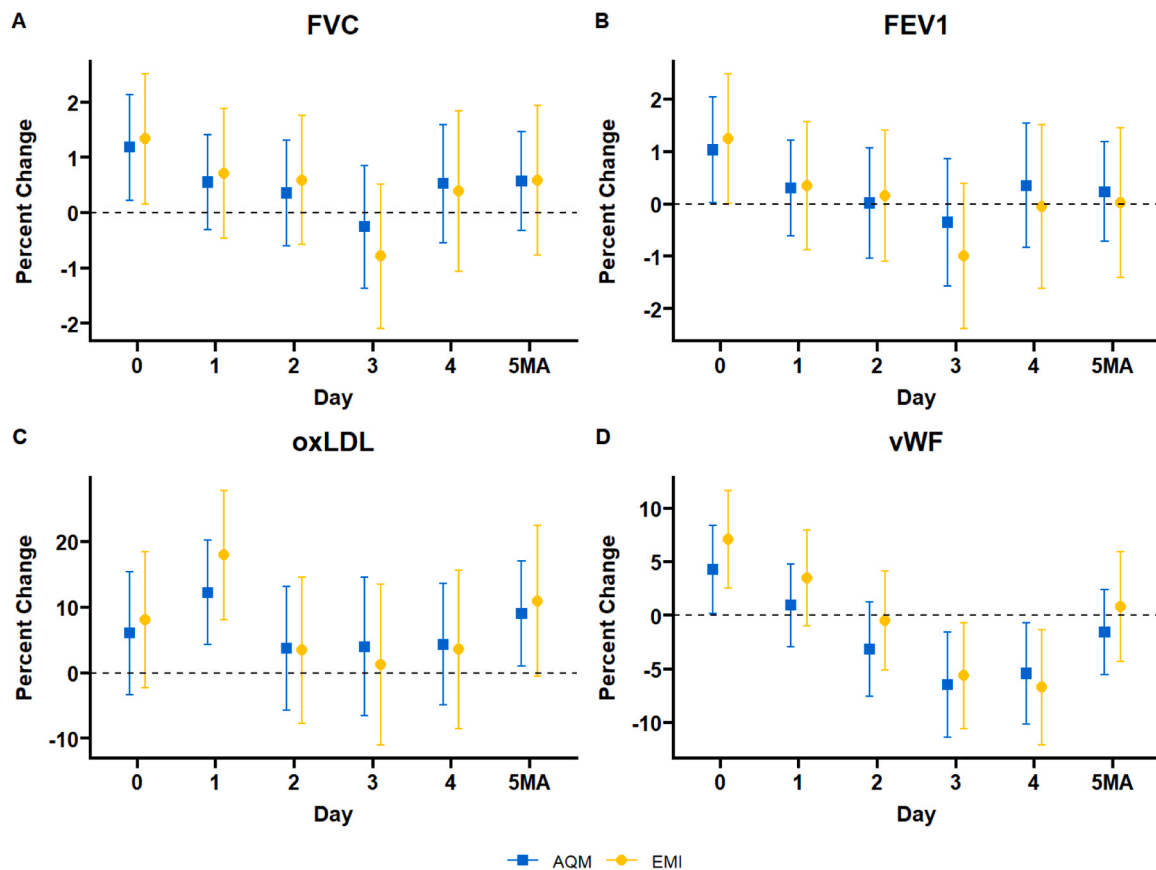 A FVC
B FEV1
Percent Change
2
1
0
-1
-2
0 1 2 3 4 5MA
Day
Percent Change
2
1
0
-1
-2
0 1 2 3 4 5MA
Day
C oxLDL
D vWF
Percent Change
20
10
0
-10
0 1 2 3 4 5MA
Day
Percent Change
10
5
0
-5
-10
0 1 2 3 4 5MA
Day
AQM EMI